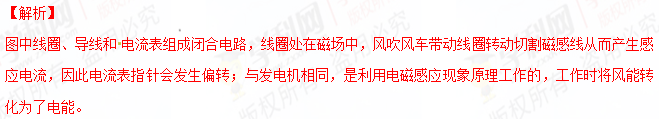 【解析】
图中线圈、导线和电流表组成闭合电路，线圈处在磁场中，风吹风车带动线圈转动切割磁感线从而产生感
应电流，因此电流表指针会发生偏转；与发电机相同，是利用电磁感应现象原理工作的，工作时将风能转
化为了电能。